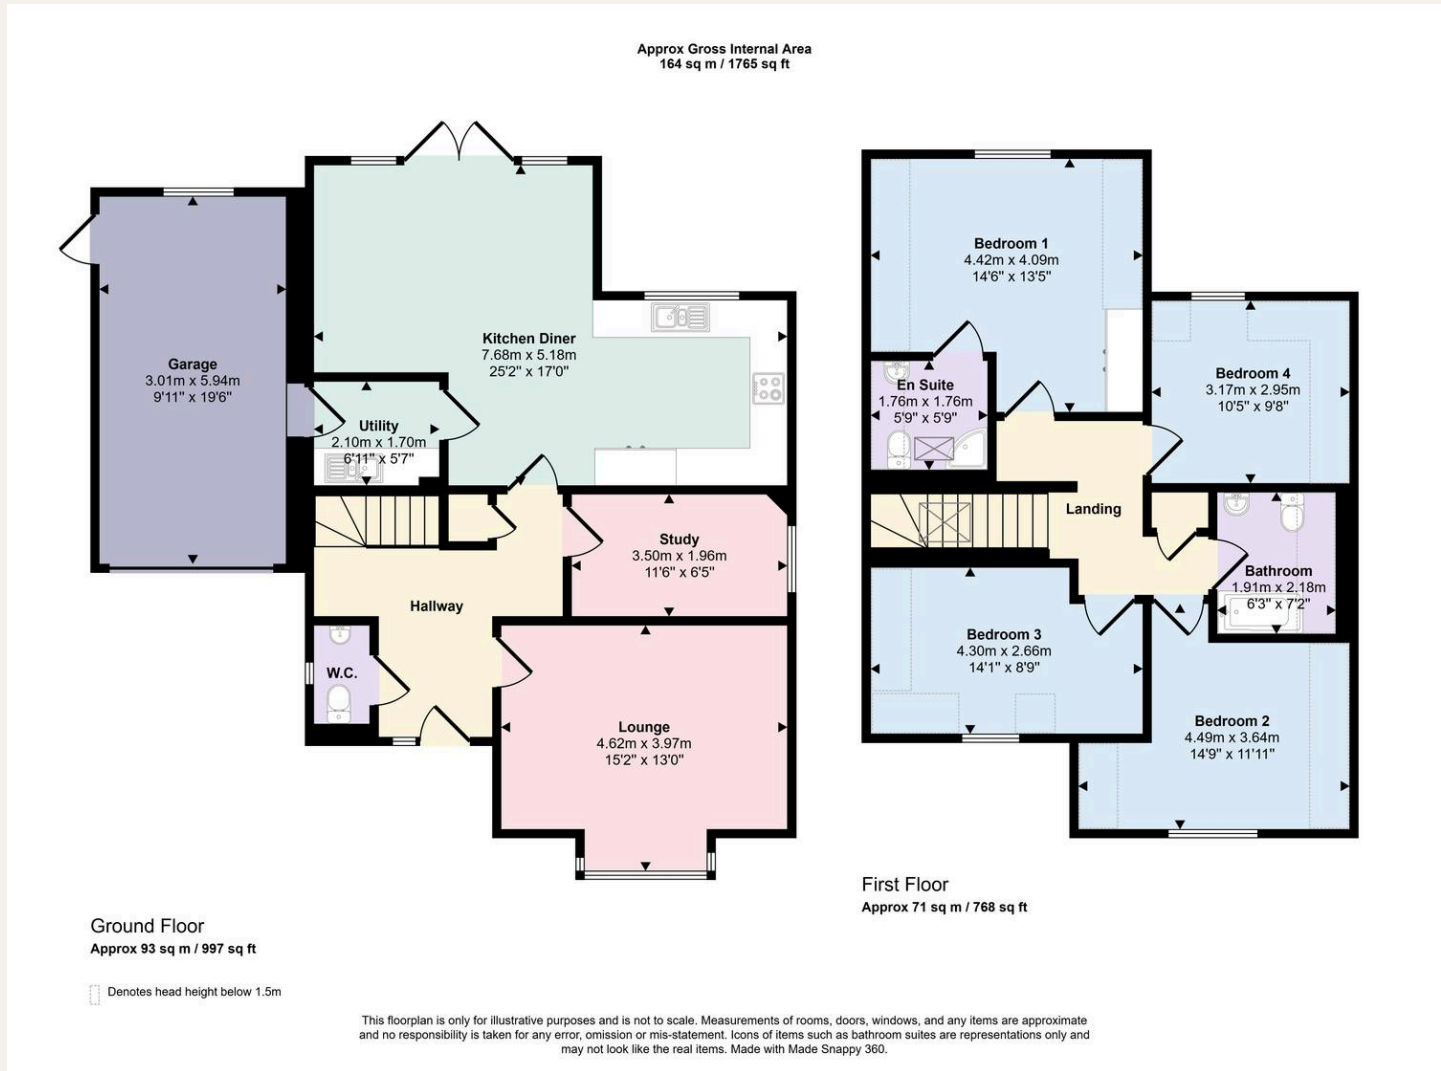 Approx Gross Internal Area
164 sq m / 1765 sq ft
Garage
3.01m x 5.94m
9'11" x 19'6"
Kitchen Diner
7.68m x 5.18m
25'2" x 17'0"
Utility
2.10m x 1.70m
6'11" x 5'7"
Study
3.50m x 1.96m
11'6" x 6'5"
Hallway
W.C.
Lounge
4.62m x 3.97m
15'2" x 13'0"
Ground Floor
Approx 93 sq m / 997 sq ft
Denotes head height below 1.5m
Bedroom 1
4.42m x 4.09m
14'6" x 13'5"
En Suite
1.76m x 1.76m
5'9" x 5'9"
Bedroom 4
3.17m x 2.95m
10'5" x 9'8"
Landing
Bathroom
1.91m x 2.18m
6'3" x 7'2"
Bedroom 3
4.30m x 2.66m
14'1" x 8'9"
Bedroom 2
4.49m x 3.64m
14'9" x 11'11"
First Floor
Approx 71 sq m / 768 sq ft
This floorplan is only for illustrative purposes and is not to scale. Measurements of rooms, doors, windows, and any items are approximate
and no responsibility is taken for any error, omission or mis-statement. Icons of items such as bathroom suites are representations only and
may not look like the real items. Made with Made Snappy 360.